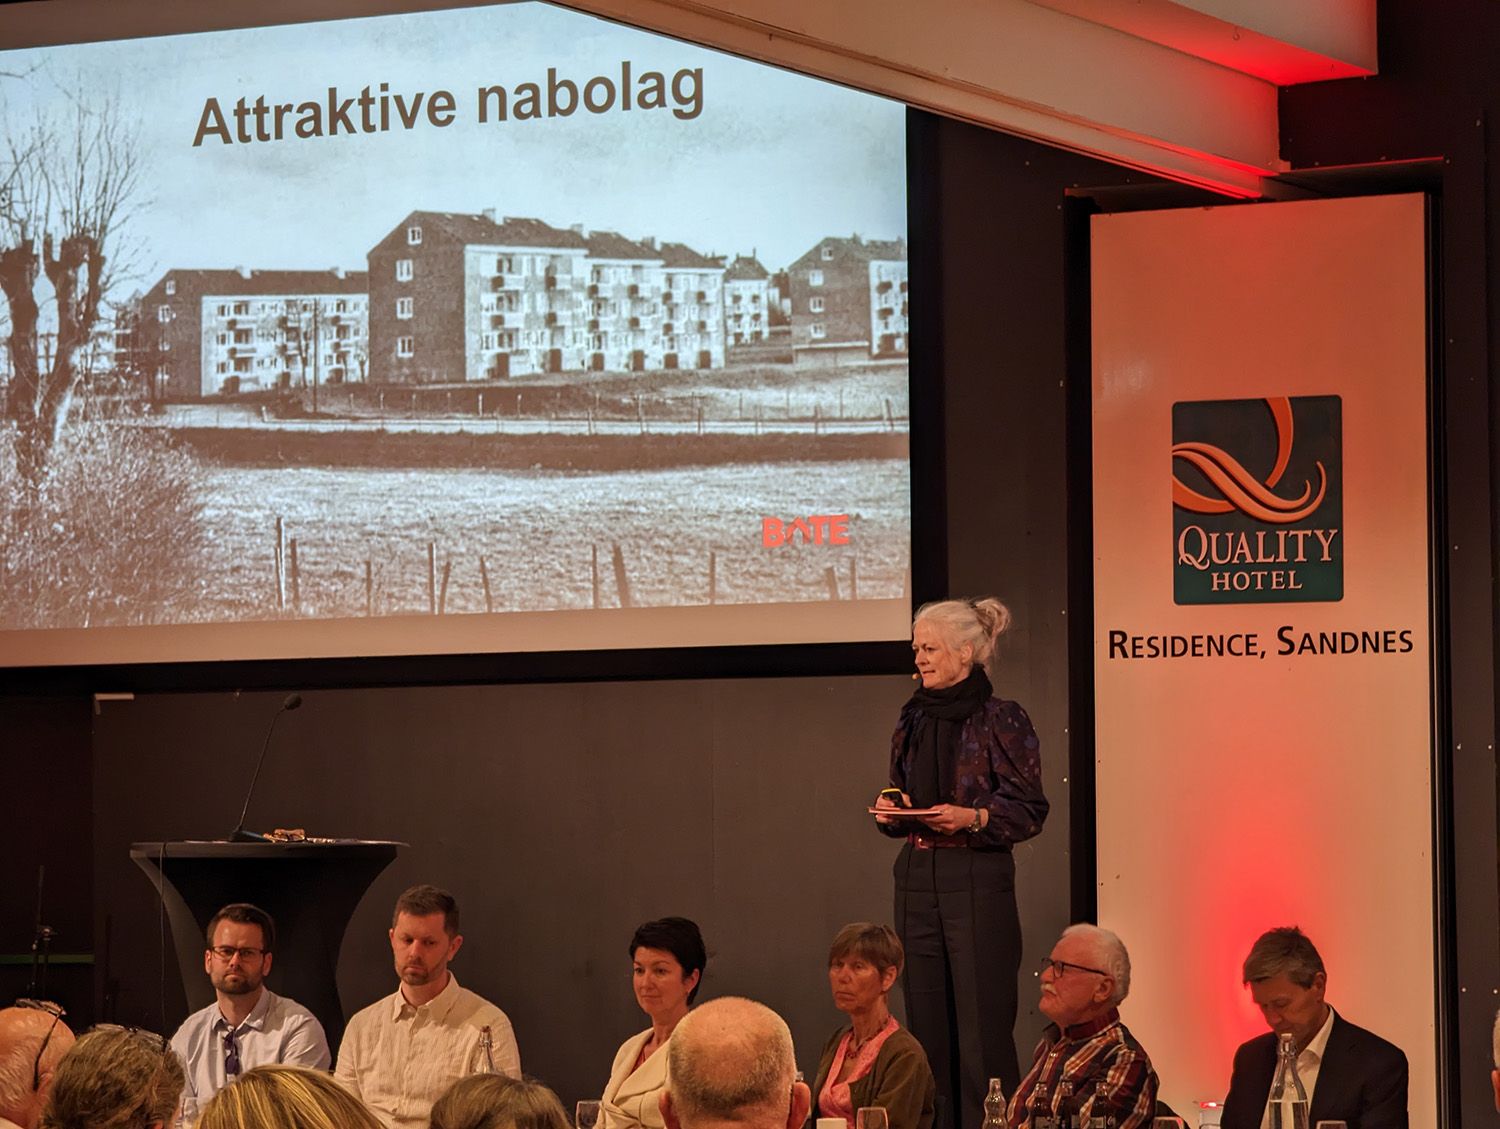 Attraktive nabolag
BATE
QUALITY
HOTEL
RESIDENCE, SANDNES